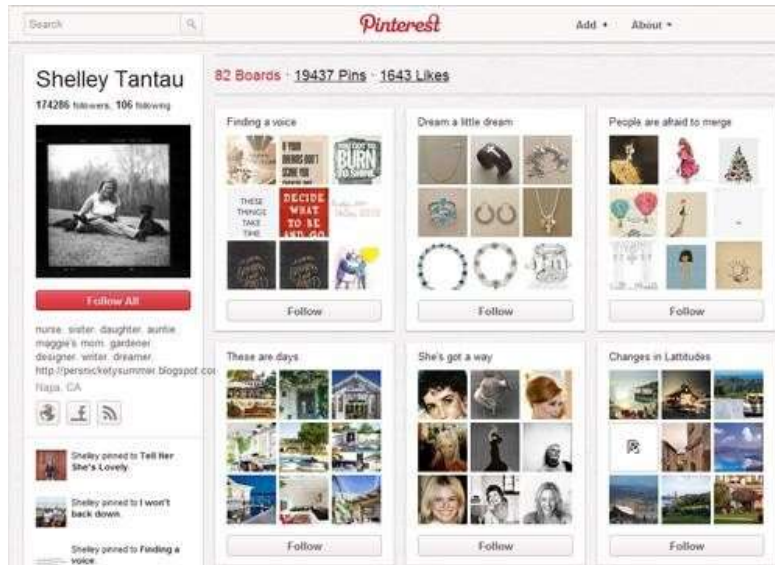 Search
Pinterest
Add
About
Shelley Tantau
174286 followers, 106 following
Follow All
nurse. sister. daughter. auntie.
maggie's mom. gardener.
designer. writer. dreamer.
http://persnicketysummer.blogspot.co
Napa, CA
Shelley pinned to Tell Her
She's Lovely.
Shelley pinned to I won't
back down.
Shelley pinned to Finding a
voice.
82 Boards · 19437 Pins · 1643 Likes
Finding a voice
IF YOUR
DREAMS DON'T
SCARE YOU
BURN
TO SHINE
THESE
THINGS
TAKE
TIME
DECIDE
WHAT
TO BE
AND GO
Follow
Dream a little dream
Follow
People are afraid to merge
Follow
These are days
Follow
She's got a way
Follow
Changes in Lattitudes
Follow